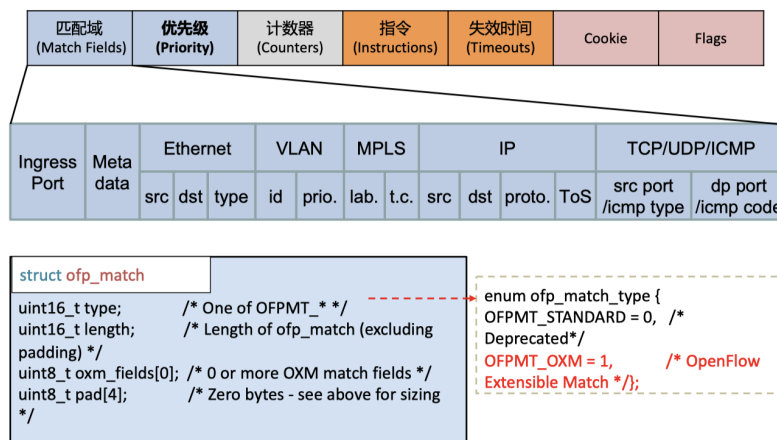 匹配域 优先级 计数器 指令 失效时间 Cookie Flags
(Match Fields) (Priority) (Counters) (Instructions) (Timeouts)
Ingress Port Meta data Ethernet VLAN MPLS IP TCP/UDP/ICMP
src dst type id prio. lab. t.c. src dst proto. ToS src port /icmp type dp port /icmp code
struct ofp_match
uint16_t type; /* One of OFPMT_* */
uint16_t length; /* Length of ofp_match (excluding
padding) */
uint8_t oxm_fields[0]; /* 0 or more OXM match fields */
uint8_t pad[4]; /* Zero bytes - see above for sizing
*/
enum ofp_match_type {
OFPMT_STANDARD = 0, /*
Deprecated*/
OFPMT_OXM = 1, /* OpenFlow
Extensible Match */};